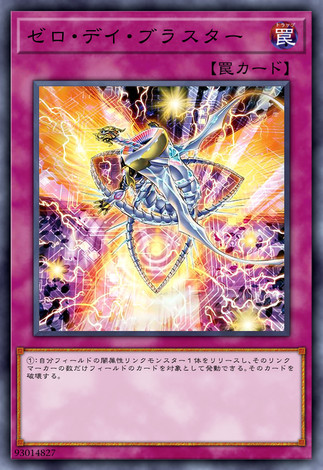 ゼロ・デイ・ブラスター
トラップ
罠
【罠カード】
①：自分フィールドの闇属性リンクモンスター１体をリリースし、そのリンク
マーカーの数だけフィールドのカードを対象として発動できる。そのカードを
破壊する。
93014827